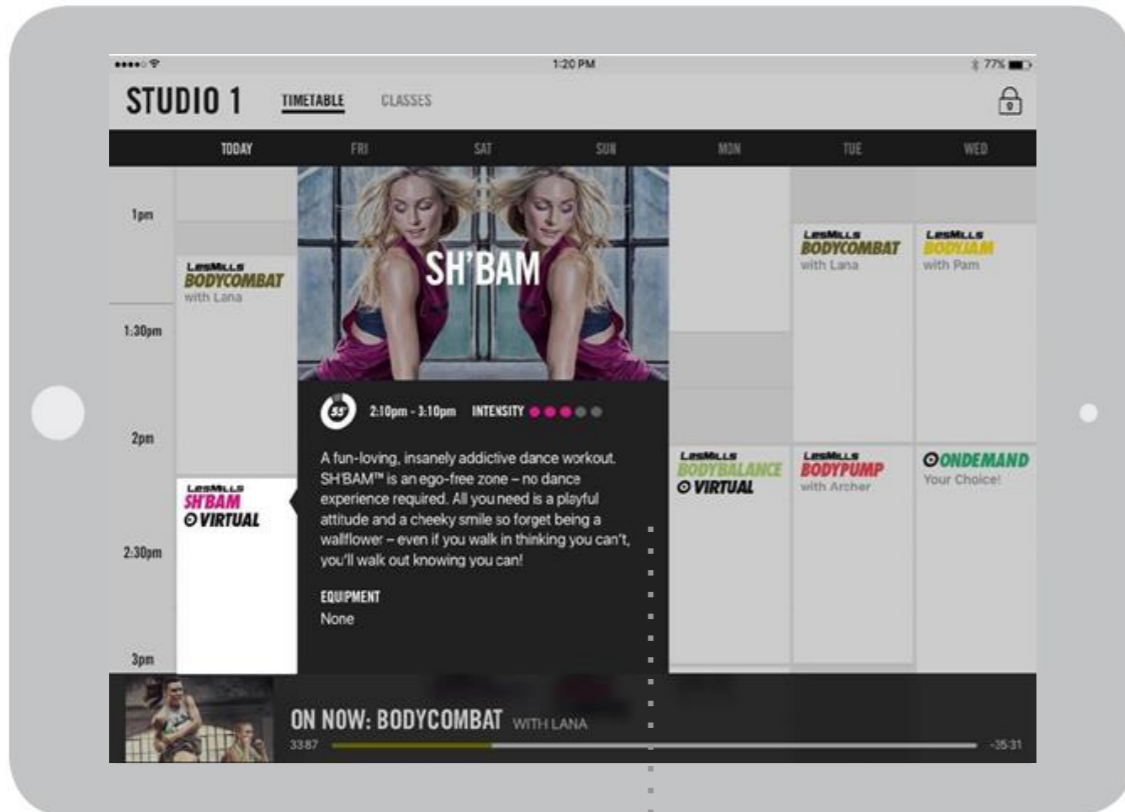 1:20 PM
77%
STUDIO 1 TIMETABLE CLASSES
TODAY FRI SAT SUN MON TUE WED
1pm
1:30pm
2pm
2:30pm
3pm
LESMILLS
BODYCOMBAT
with Lana
LESMILLS
SH'BAM
VIRTUAL
SH'BAM
55'
2:10pm - 3:10pm INTENSITY
A fun-loving, insanely addictive dance workout.
SH'BAM™ is an ego-free zone – no dance
experience required. All you need is a playful
attitude and a cheeky smile so forget being a
wallflower – even if you walk in thinking you can't,
you'll walk out knowing you can!
EQUIPMENT
None
LESMILLS
BODYBALANCE
VIRTUAL
LESMILLS
BODYCOMBAT
with Lana
LESMILLS
BODYPUMP
with Archer
LESMILLS
BODYJAM
with Pam
ONDEMAND
Your Choice!
ON NOW: BODYCOMBAT WITH LANA
33:87
-35:31